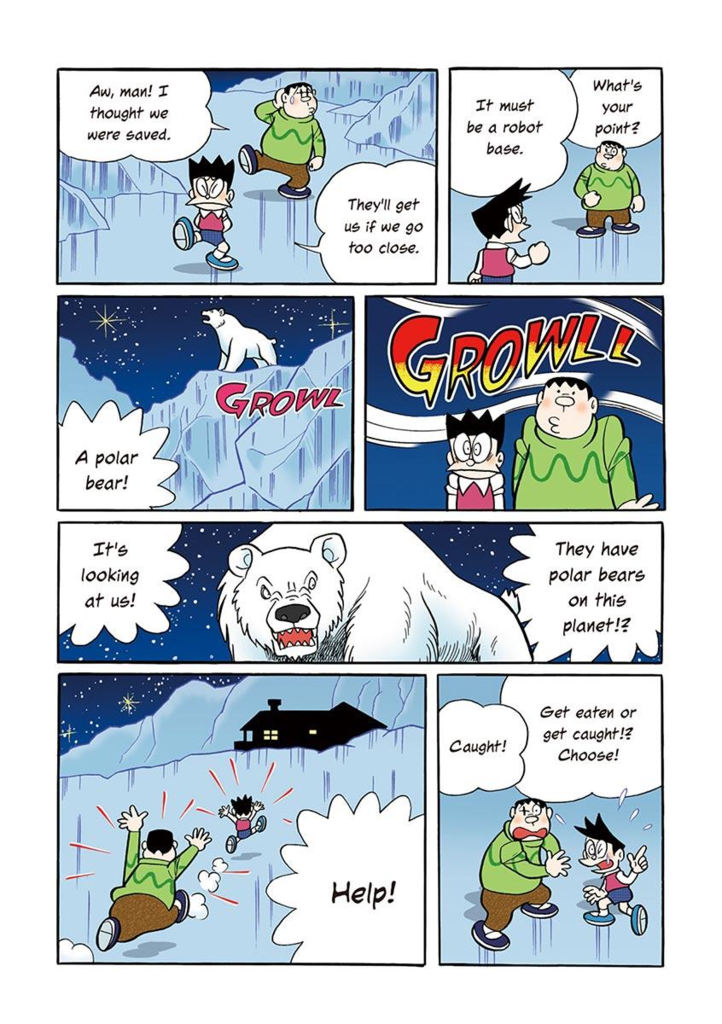 Aw, man! I
thought we
were saved.
They'll get
us if we go
too close.
It must
be a robot
base.
What's
your
point?
A polar
bear!
GROWL
GROWLL
It's
looking
at us!
They have
polar bears
on this
planet!?
Help!
Get eaten or
get caught!?
Choose!
Caught!